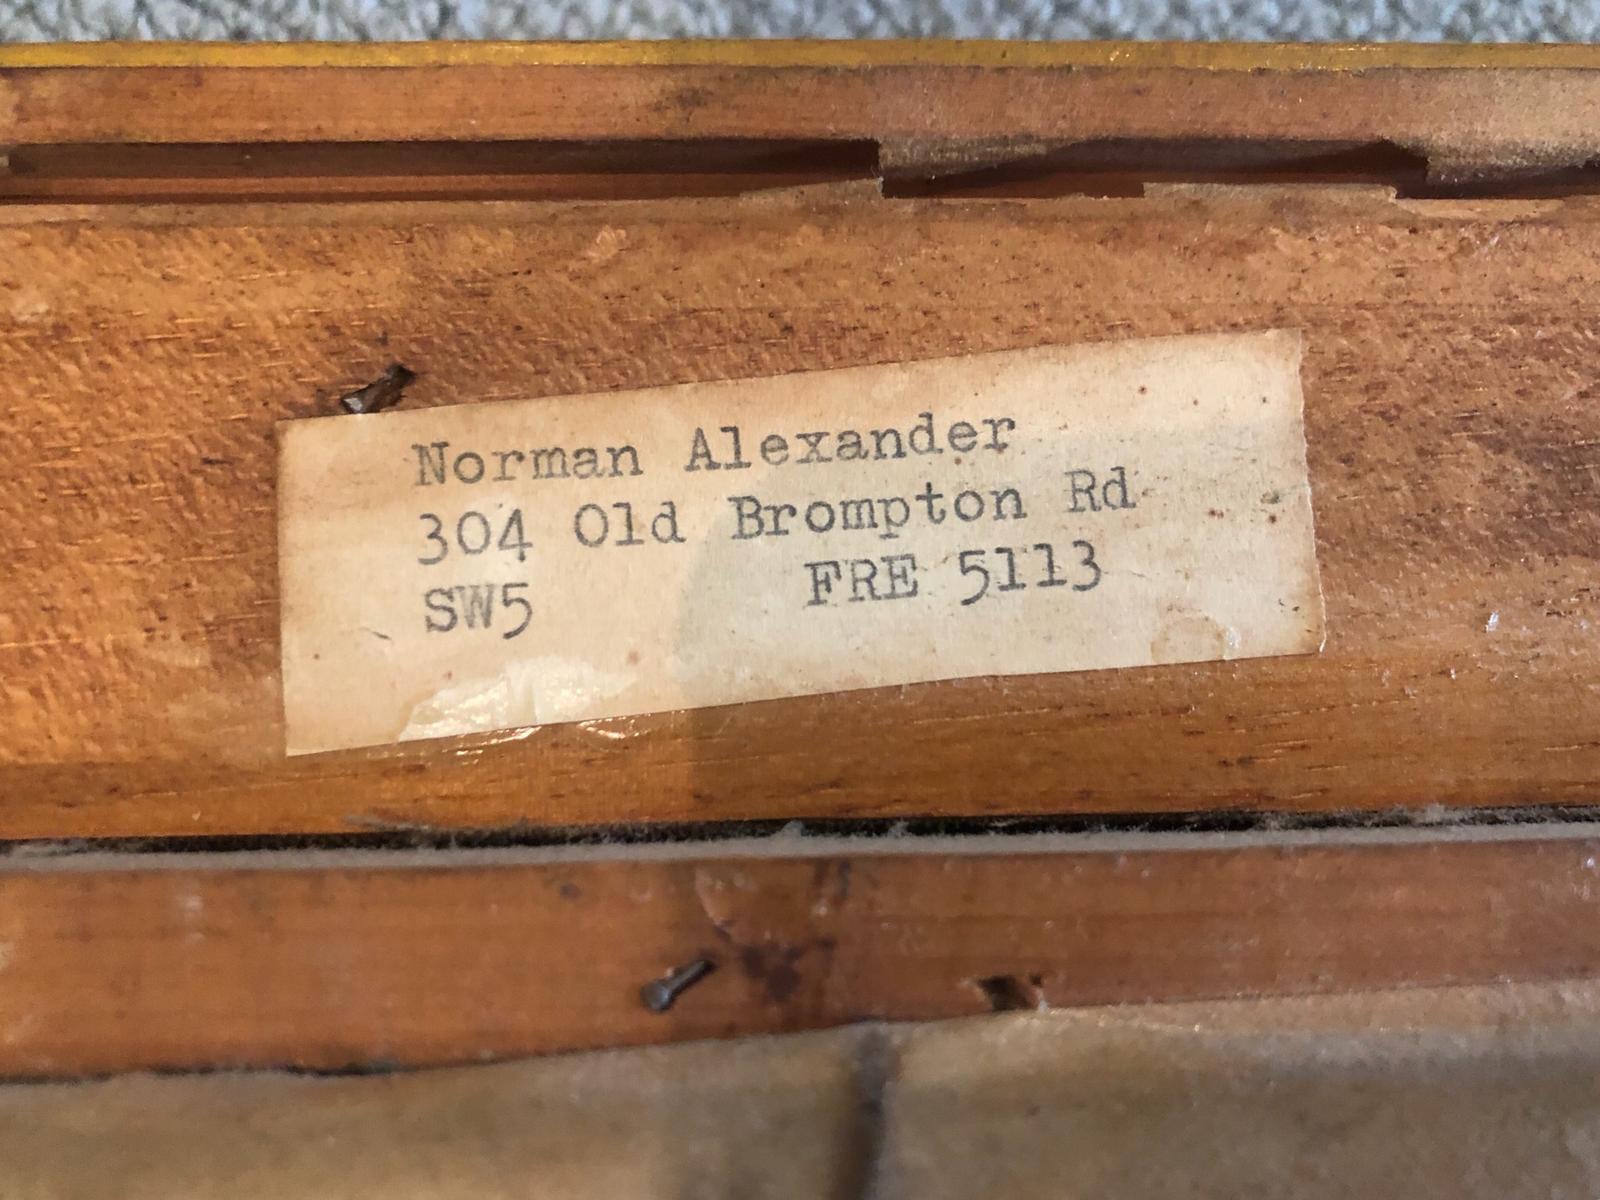 Norman Alexander
304 Old Brompton Rd
SW5 FRE 5113